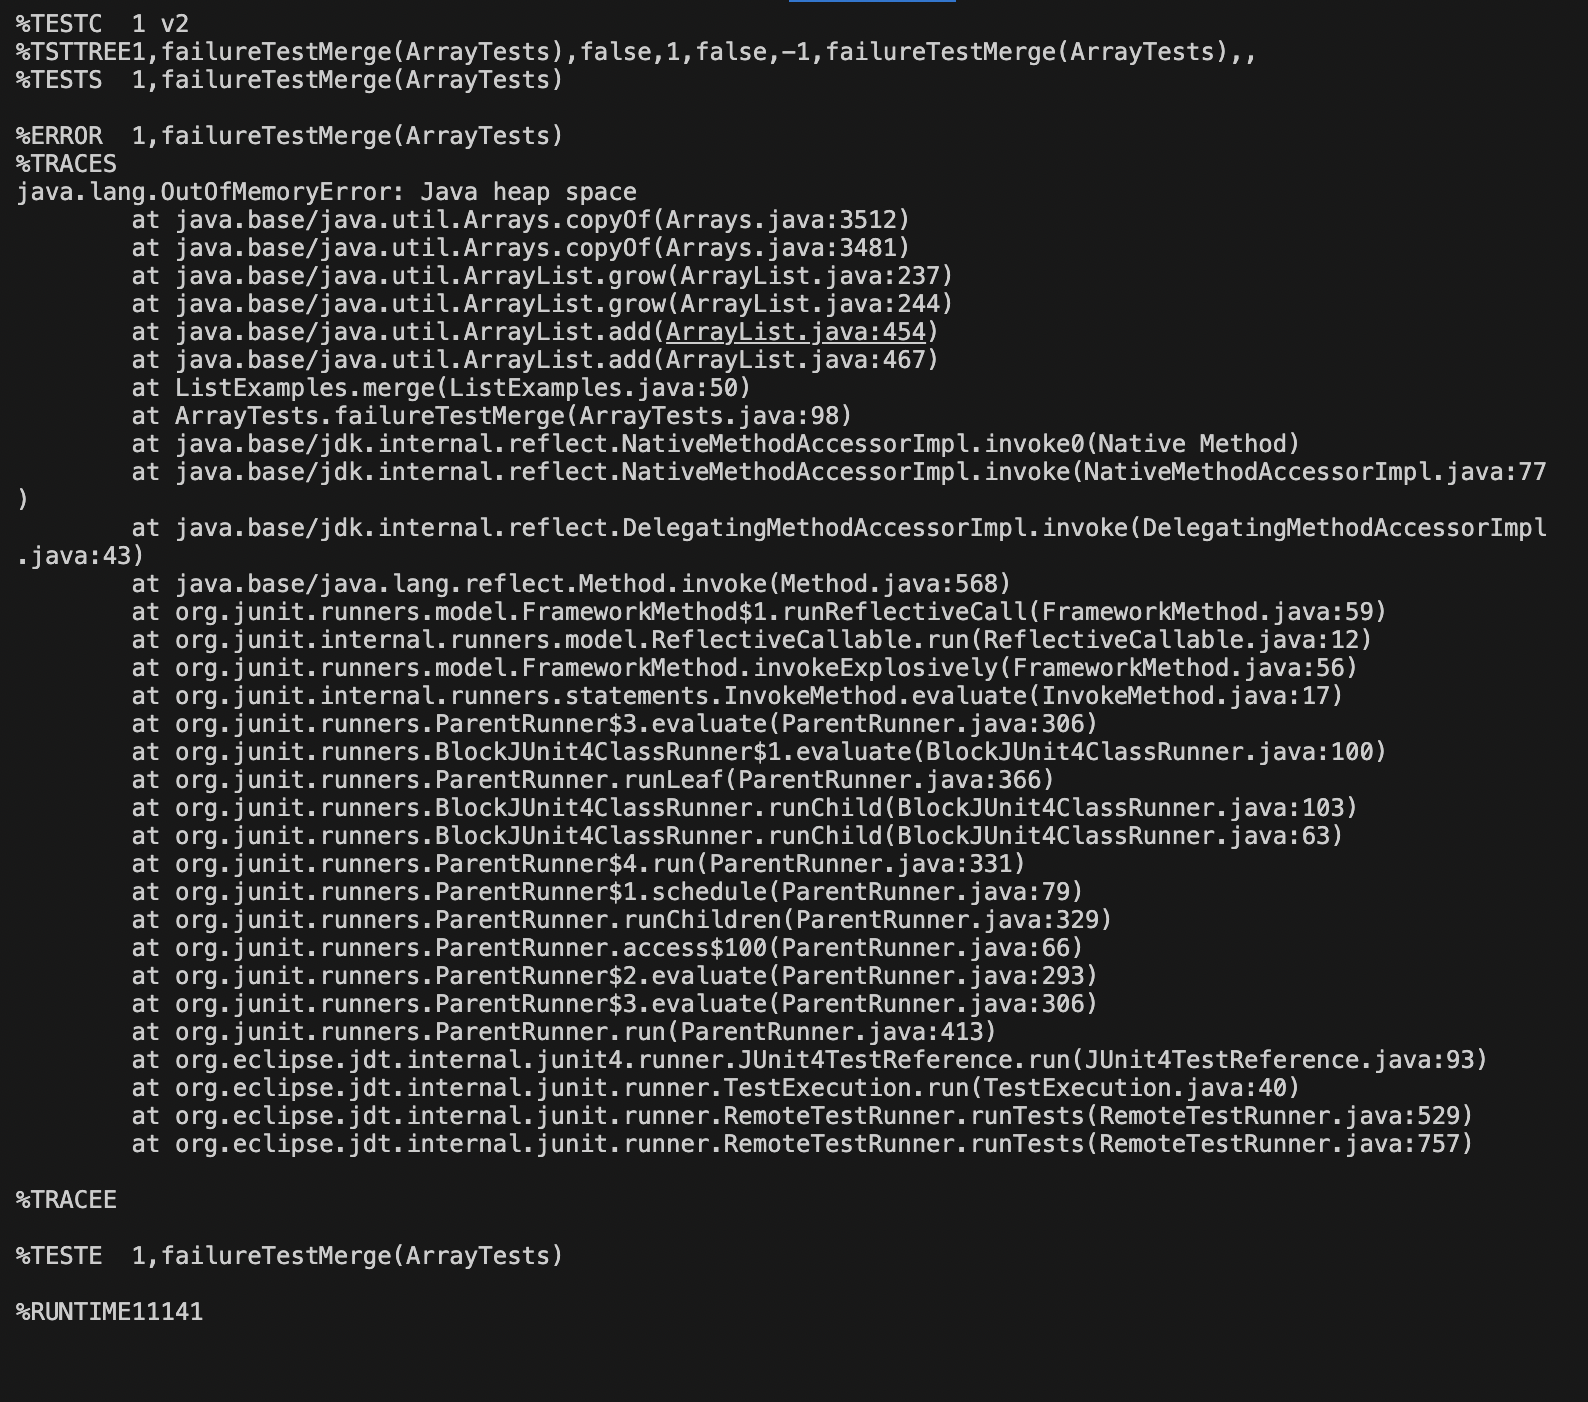 %TESTC  1 v2
%TSTTREE1,failureTestMerge(ArrayTests),false,1,false,-1,failureTestMerge(ArrayTests),,
%TESTS  1,failureTestMerge(ArrayTests)

%ERROR  1,failureTestMerge(ArrayTests)
%TRACES
java.lang.OutOfMemoryError: Java heap space
        at java.base/java.util.Arrays.copyOf(Arrays.java:3512)
        at java.base/java.util.Arrays.copyOf(Arrays.java:3481)
        at java.base/java.util.ArrayList.grow(ArrayList.java:237)
        at java.base/java.util.ArrayList.grow(ArrayList.java:244)
        at java.base/java.util.ArrayList.add(ArrayList.java:454)
        at java.base/java.util.ArrayList.add(ArrayList.java:467)
        at ListExamples.merge(ListExamples.java:50)
        at ArrayTests.failureTestMerge(ArrayTests.java:98)
        at java.base/jdk.internal.reflect.NativeMethodAccessorImpl.invoke0(Native Method)
        at java.base/jdk.internal.reflect.NativeMethodAccessorImpl.invoke(NativeMethodAccessorImpl.java:77
)
        at java.base/jdk.internal.reflect.DelegatingMethodAccessorImpl.invoke(DelegatingMethodAccessorImpl
.java:43)
        at java.base/java.lang.reflect.Method.invoke(Method.java:568)
        at org.junit.runners.model.FrameworkMethod$1.runReflectiveCall(FrameworkMethod.java:59)
        at org.junit.internal.runners.model.ReflectiveCallable.run(ReflectiveCallable.java:12)
        at org.junit.runners.model.FrameworkMethod.invokeExplosively(FrameworkMethod.java:56)
        at org.junit.internal.runners.statements.InvokeMethod.evaluate(InvokeMethod.java:17)
        at org.junit.runners.ParentRunner$3.evaluate(ParentRunner.java:306)
        at org.junit.runners.BlockJUnit4ClassRunner$1.evaluate(BlockJUnit4ClassRunner.java:100)
        at org.junit.runners.ParentRunner.runLeaf(ParentRunner.java:366)
        at org.junit.runners.BlockJUnit4ClassRunner.runChild(BlockJUnit4ClassRunner.java:103)
        at org.junit.runners.BlockJUnit4ClassRunner.runChild(BlockJUnit4ClassRunner.java:63)
        at org.junit.runners.ParentRunner$4.run(ParentRunner.java:331)
        at org.junit.runners.ParentRunner$1.schedule(ParentRunner.java:79)
        at org.junit.runners.ParentRunner.runChildren(ParentRunner.java:329)
        at org.junit.runners.ParentRunner.access$100(ParentRunner.java:66)
        at org.junit.runners.ParentRunner$2.evaluate(ParentRunner.java:293)
        at org.junit.runners.ParentRunner$3.evaluate(ParentRunner.java:306)
        at org.junit.runners.ParentRunner.run(ParentRunner.java:413)
        at org.eclipse.jdt.internal.junit4.runner.JUnit4TestReference.run(JUnit4TestReference.java:93)
        at org.eclipse.jdt.internal.junit.runner.TestExecution.run(TestExecution.java:40)
        at org.eclipse.jdt.internal.junit.runner.RemoteTestRunner.runTests(RemoteTestRunner.java:529)
        at org.eclipse.jdt.internal.junit.runner.RemoteTestRunner.runTests(RemoteTestRunner.java:757)

%TRACEE

%TESTE  1,failureTestMerge(ArrayTests)

%RUNTIME11141